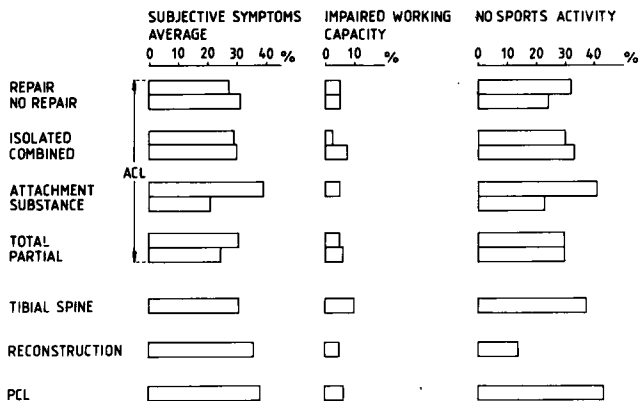 SUBJECTIVE SYMPTOMS AVERAGE
IMPAIRED WORKING CAPACITY
NO SPORTS ACTIVITY
0 10 20 30 40 %
0 10 %
0 10 20 30 40 %
REPAIR
NO REPAIR
ISOLATED
COMBINED
ACL
ATTACHMENT
SUBSTANCE
TOTAL
PARTIAL
TIBIAL SPINE
RECONSTRUCTION
PCL